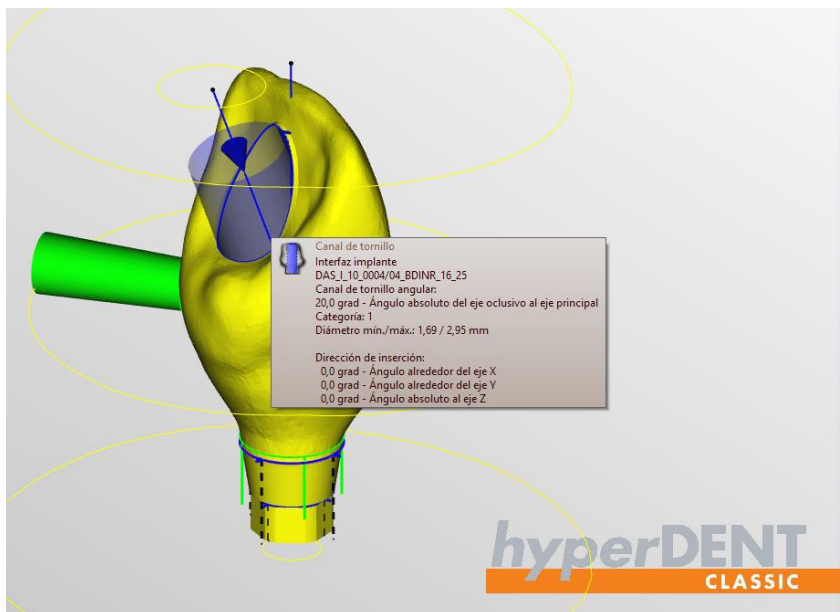 Canal de tornillo
Interfaz implante
DAS_I_10_0004/04_BDINR_16_25
Canal de tornillo angular:
20,0 grad - Ángulo absoluto del eje oclusivo al eje principal
Categoría: 1
Diámetro mín./máx.: 1,69 / 2,95 mm
Dirección de inserción:
0,0 grad - Ángulo alrededor del eje X
0,0 grad - Ángulo alrededor del eje Y
0,0 grad - Ángulo absoluto al eje Z
hyperDENT
CLASSIC